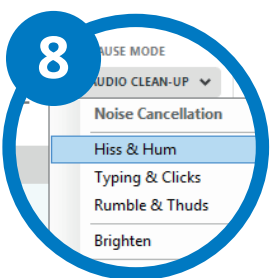 8
AUSE MODE
AUDIO CLEAN-UP
Noise Cancellation
Hiss & Hum
Typing & Clicks
Rumble & Thuds
Brighten